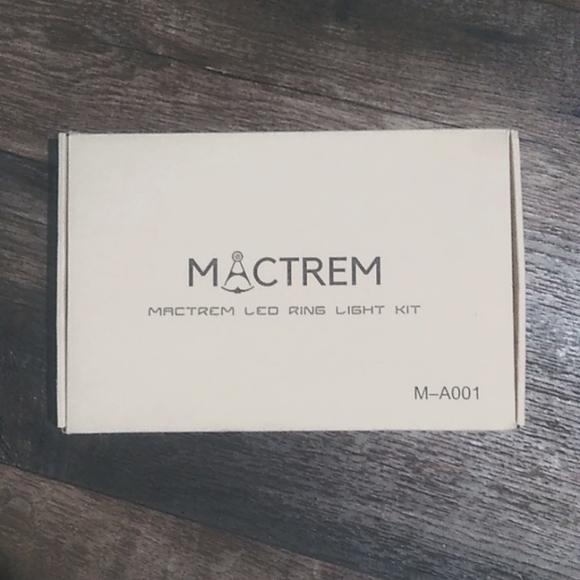 MACTREM
MACTREM LED RING LIGHT KIT
M–A001